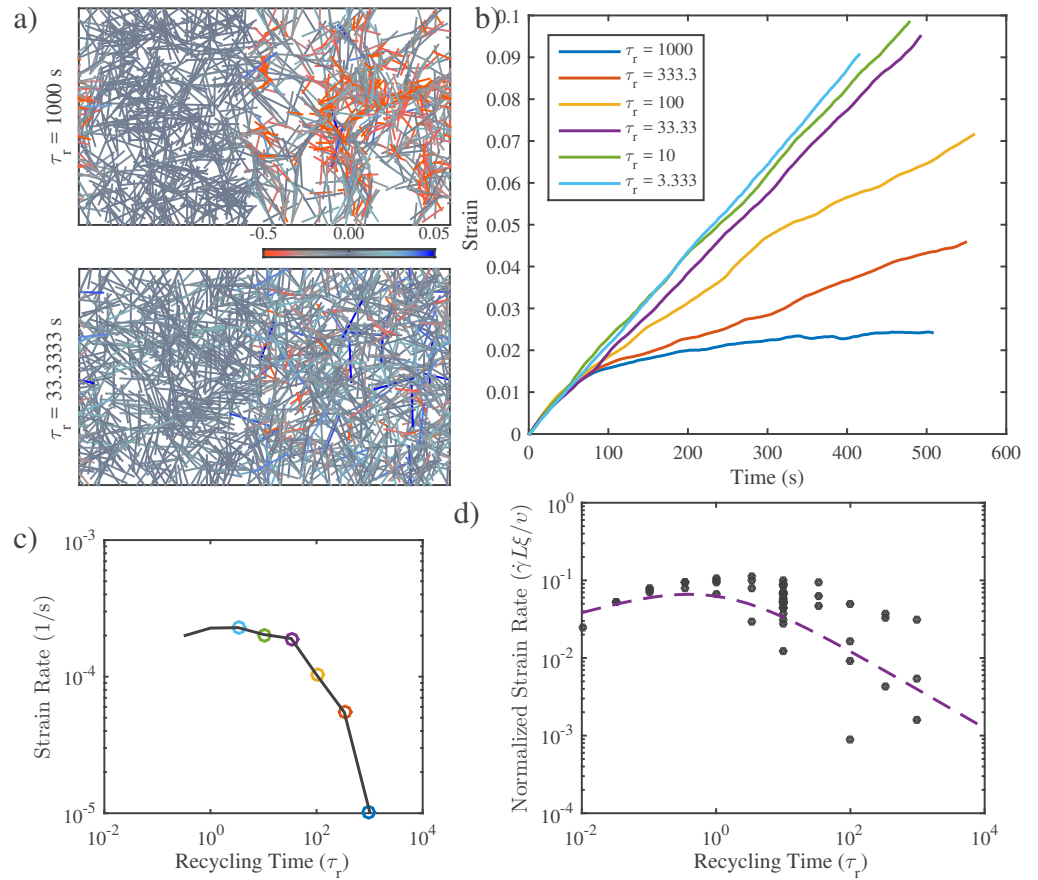 a)
τr = 1000 s
-0.5 0.00 0.05
τr = 33.3333 s
b)
Strain
0.1
0.09
0.08
0.07
0.06
0.05
0.04
0.03
0.02
0.01
0
τr = 1000
τr = 333.3
τr = 100
τr = 33.33
τr = 10
τr = 3.333
0 100 200 300 400 500 600
Time (s)
c)
Strain Rate (1/s)
10-3
10-4
10-5
10-2 100 102 104
Recycling Time (τr)
d)
Normalized Strain Rate (γ̇Lξ/υ)
100
10-1
10-2
10-3
10-4
10-2 100 102 104
Recycling Time (τr)